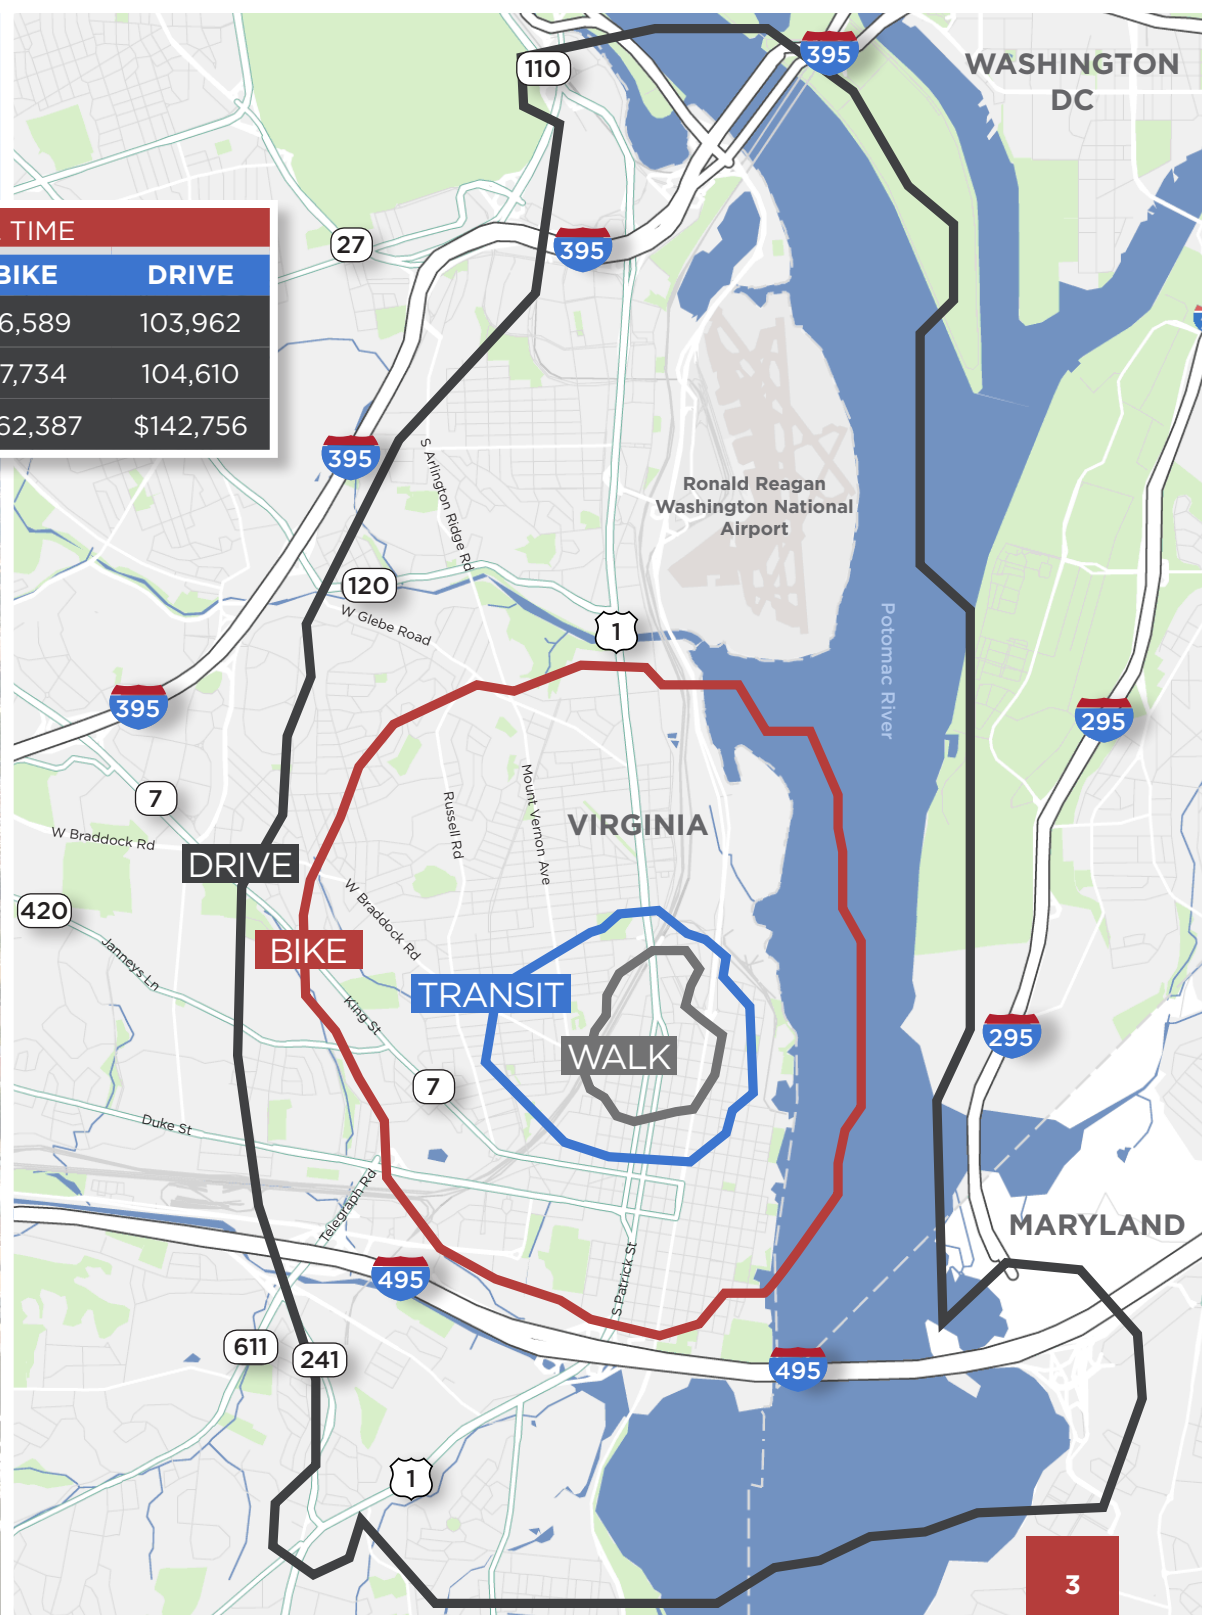 WASHINGTON
DC
395
110
27
395
TIME
BIKE DRIVE
6,589 103,962
7,734 104,610
62,387 $142,756
395
S Arlington Ridge Rd
Ronald Reagan
Washington National
Airport
120
W Glebe Road
1
Potomac River
395
295
7
W Braddock Rd
Russell Rd
Mount Vernon Ave
VIRGINIA
DRIVE
420
W Braddock Rd
Janneys Ln
BIKE
TRANSIT
King St
WALK
295
7
Duke St
Telegraph Rd
MARYLAND
S Patrick St
495
611
241
495
1
3